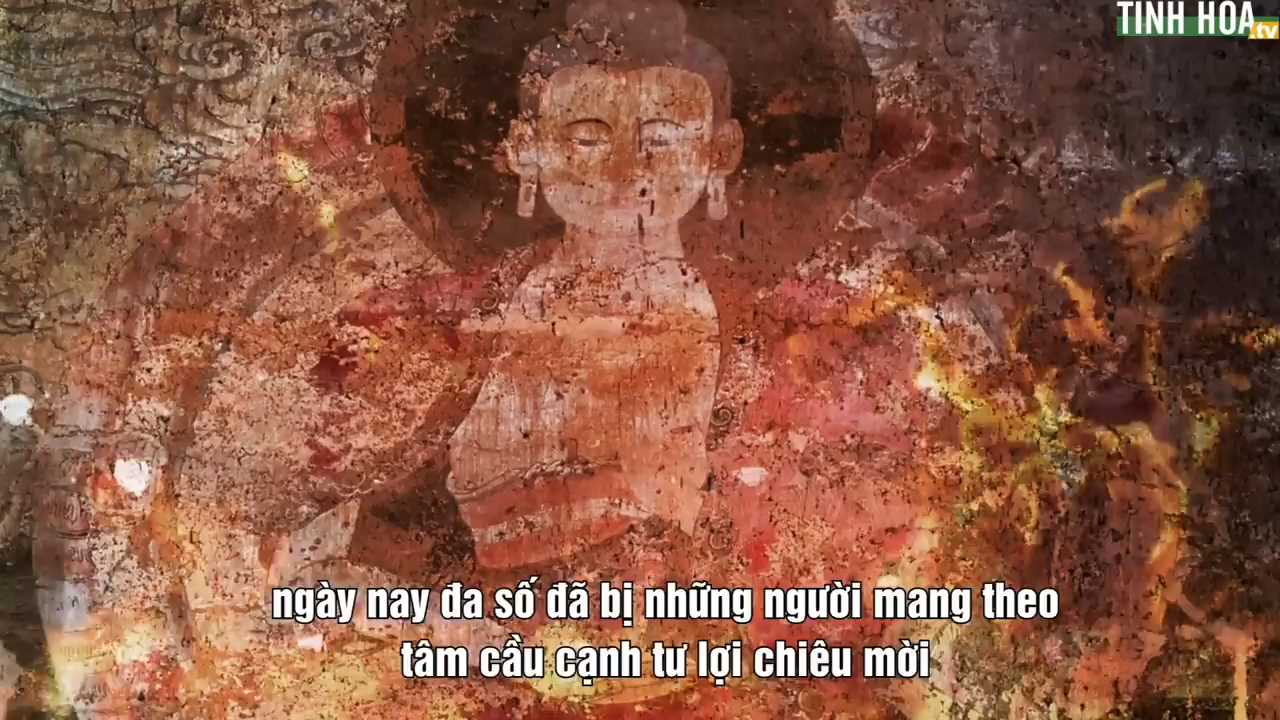 TINH HOA
.tv
ngày nay đa số đã bị những người mang theo
tâm cầu cạnh tư lợi chiêu mời